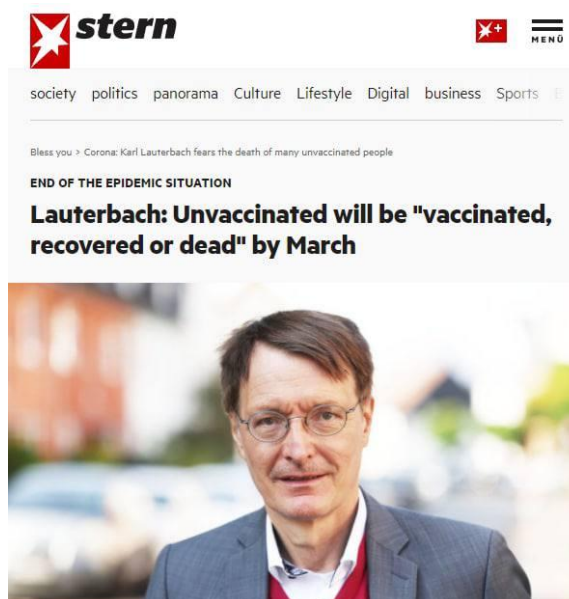 stern
MENÜ
society politics panorama Culture Lifestyle Digital business Sports
Bless you > Corona: Karl Lauterbach fears the death of many unvaccinated people
END OF THE EPIDEMIC SITUATION
Lauterbach: Unvaccinated will be "vaccinated,
recovered or dead" by March